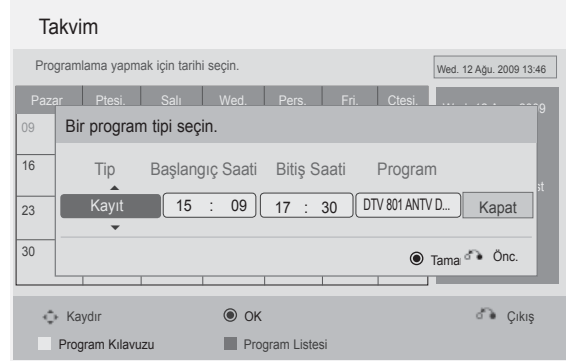 Takvim
Programlama yapmak için tarihi seçin.
Wed. 12 Ağu. 2009 13:46
Pazar Ptesi. Salı Wed. Pers. Fri. Ctesi.
09
Bir program tipi seçin.
16
Tip Başlangıç Saati Bitiş Saati Program
23
Kayıt 15 : 09 17 : 30 DTV 801 ANTV D... Kapat
30
Tama Önc.
Kaydır OK Çıkış
Program Kılavuzu Program Listesi